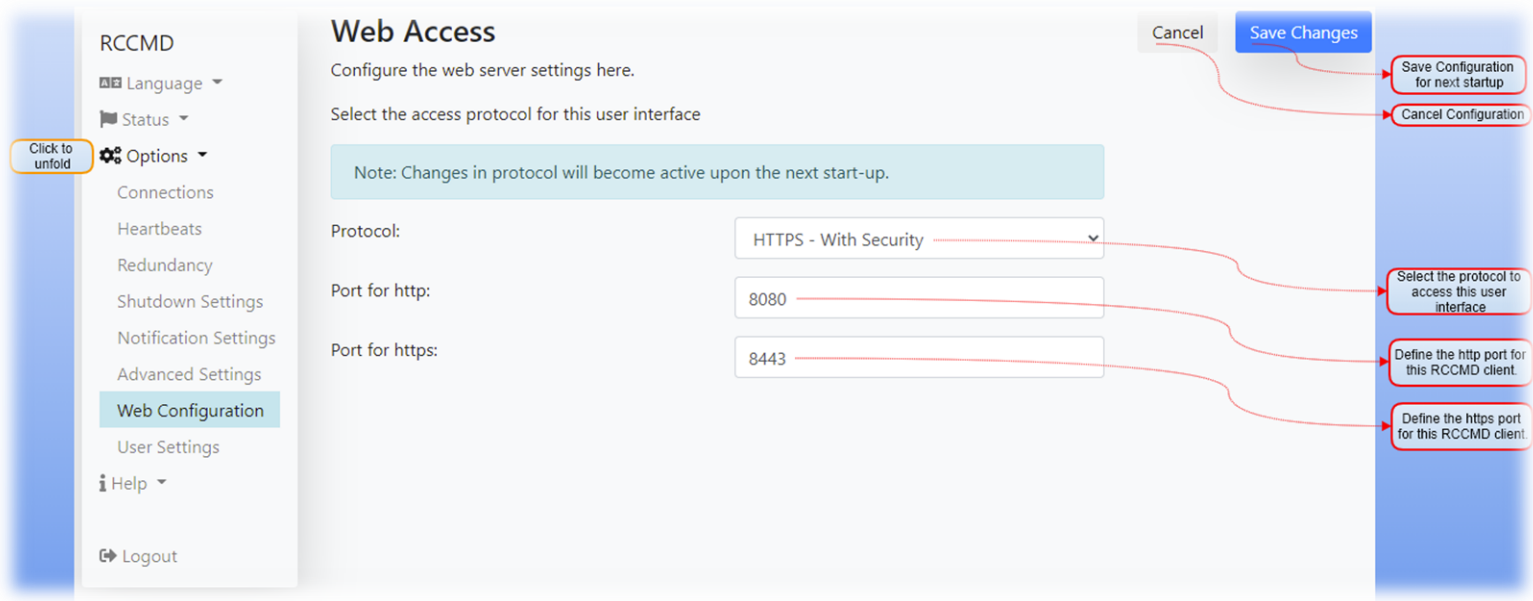 RCCMD
Language
Status
Click to
unfold
Options
Connections
Heartbeats
Redundancy
Shutdown Settings
Notification Settings
Advanced Settings
Web Configuration
User Settings
Help
Logout
Web Access
Cancel
Save Changes
Configure the web server settings here.
Select the access protocol for this user interface
Note: Changes in protocol will become active upon the next start-up.
Protocol:
HTTPS - With Security
Port for http:
8080
Port for https:
8443
Save Configuration
for next startup
Cancel Configuration
Select the protocol to
access this user
interface
Define the http port for
this RCCMD client.
Define the https port
for this RCCMD client.